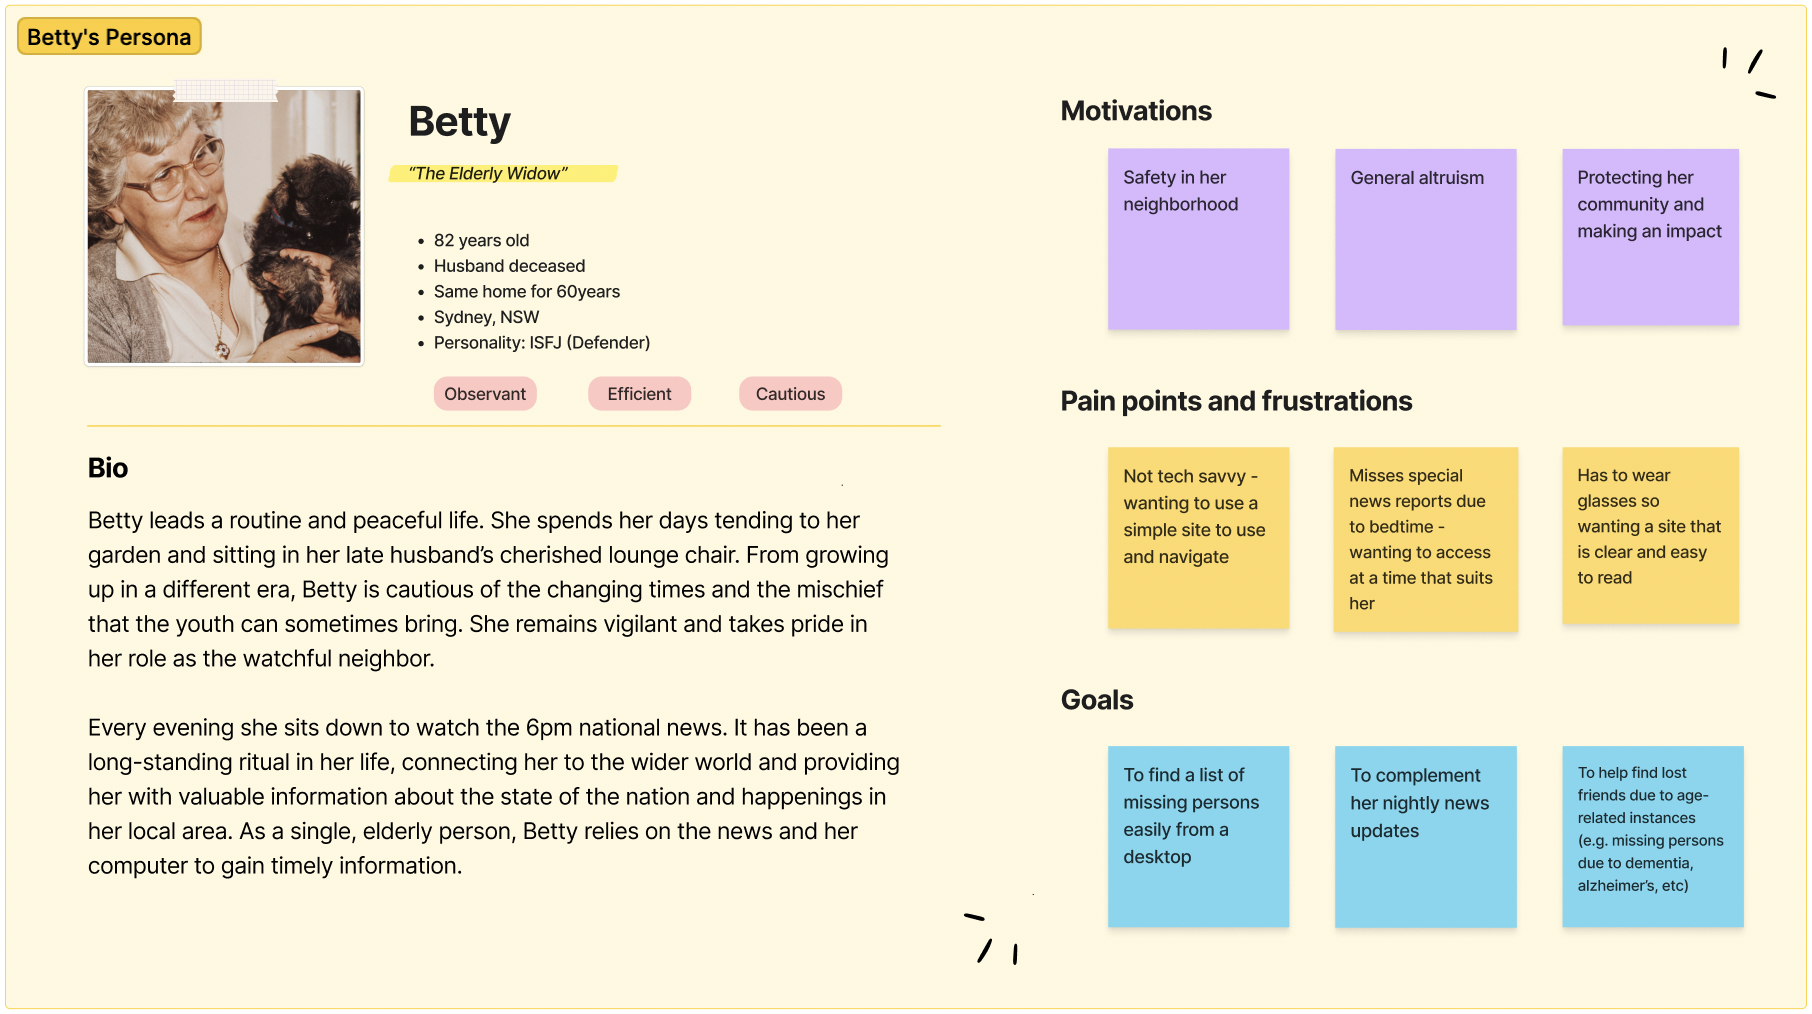 Betty's Persona
Betty
“The Elderly Widow”
• 82 years old
• Husband deceased
• Same home for 60years
• Sydney, NSW
• Personality: ISFJ (Defender)
Observant
Efficient
Cautious
Bio
Betty leads a routine and peaceful life. She spends her days tending to her
garden and sitting in her late husband’s cherished lounge chair. From growing
up in a different era, Betty is cautious of the changing times and the mischief
that the youth can sometimes bring. She remains vigilant and takes pride in
her role as the watchful neighbor.
Every evening she sits down to watch the 6pm national news. It has been a
long-standing ritual in her life, connecting her to the wider world and providing
her with valuable information about the state of the nation and happenings in
her local area. As a single, elderly person, Betty relies on the news and her
computer to gain timely information.
Motivations
Safety in her
neighborhood
General altruism
Protecting her
community and
making an impact
Pain points and frustrations
Not tech savvy -
wanting to use a
simple site to use
and navigate
Misses special
news reports due
to bedtime -
wanting to access
at a time that suits
her
Has to wear
glasses so
wanting a site that
is clear and easy
to read
Goals
To find a list of
missing persons
easily from a
desktop
To complement
her nightly news
updates
To help find lost
friends due to age-
related instances
(e.g. missing persons
due to dementia,
alzheimer’s, etc)